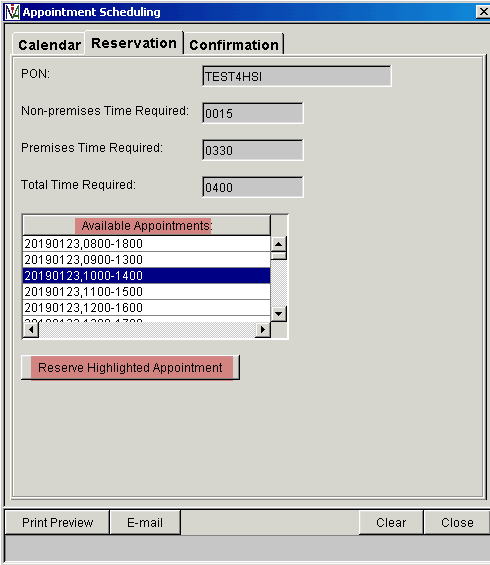 Appointment Scheduling
Calendar Reservation Confirmation
PON: TEST4HSI
Non-premises Time Required: 0015
Premises Time Required: 0330
Total Time Required: 0400
Available Appointments:
20190123,0800-1800
20190123,0900-1300
20190123,1000-1400
20190123,1100-1500
20190123,1200-1600
Reserve Highlighted Appointment
Print Preview E-mail Clear Close